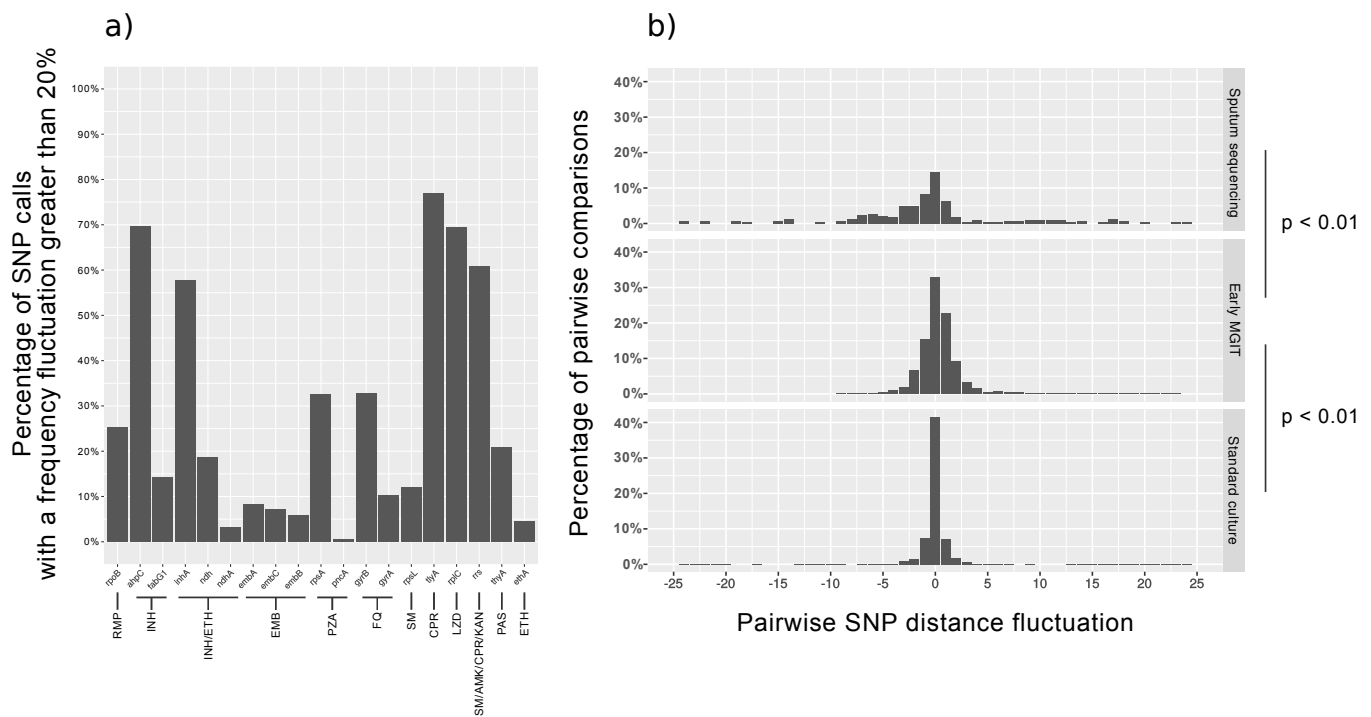 a)
Percentage of SNP calls
with a frequency fluctuation greater than 20%
100%
90%
80%
70%
60%
50%
40%
30%
20%
10%
0%
rpoB
ahpC
fabG1
inhA
ndh
ndhA
embA
embC
embB
rpsA
pncA
gyrB
gyrA
rpsL
tlyA
rplC
rrs
thyA
ethA
RMP
INH
INH/ETH
EMB
PZA
FQ
SM
CPR
LZD
SM/AMK/CPR/KAN
PAS
ETH
b)
Percentage of pairwise comparisons
40%
30%
20%
10%
0%
Sputum sequencing
40%
30%
20%
10%
0%
Early MGIT
40%
30%
20%
10%
0%
Standard culture
p < 0.01
p < 0.01
-25 -20 -15 -10 -5 0 5 10 15 20 25
Pairwise SNP distance fluctuation